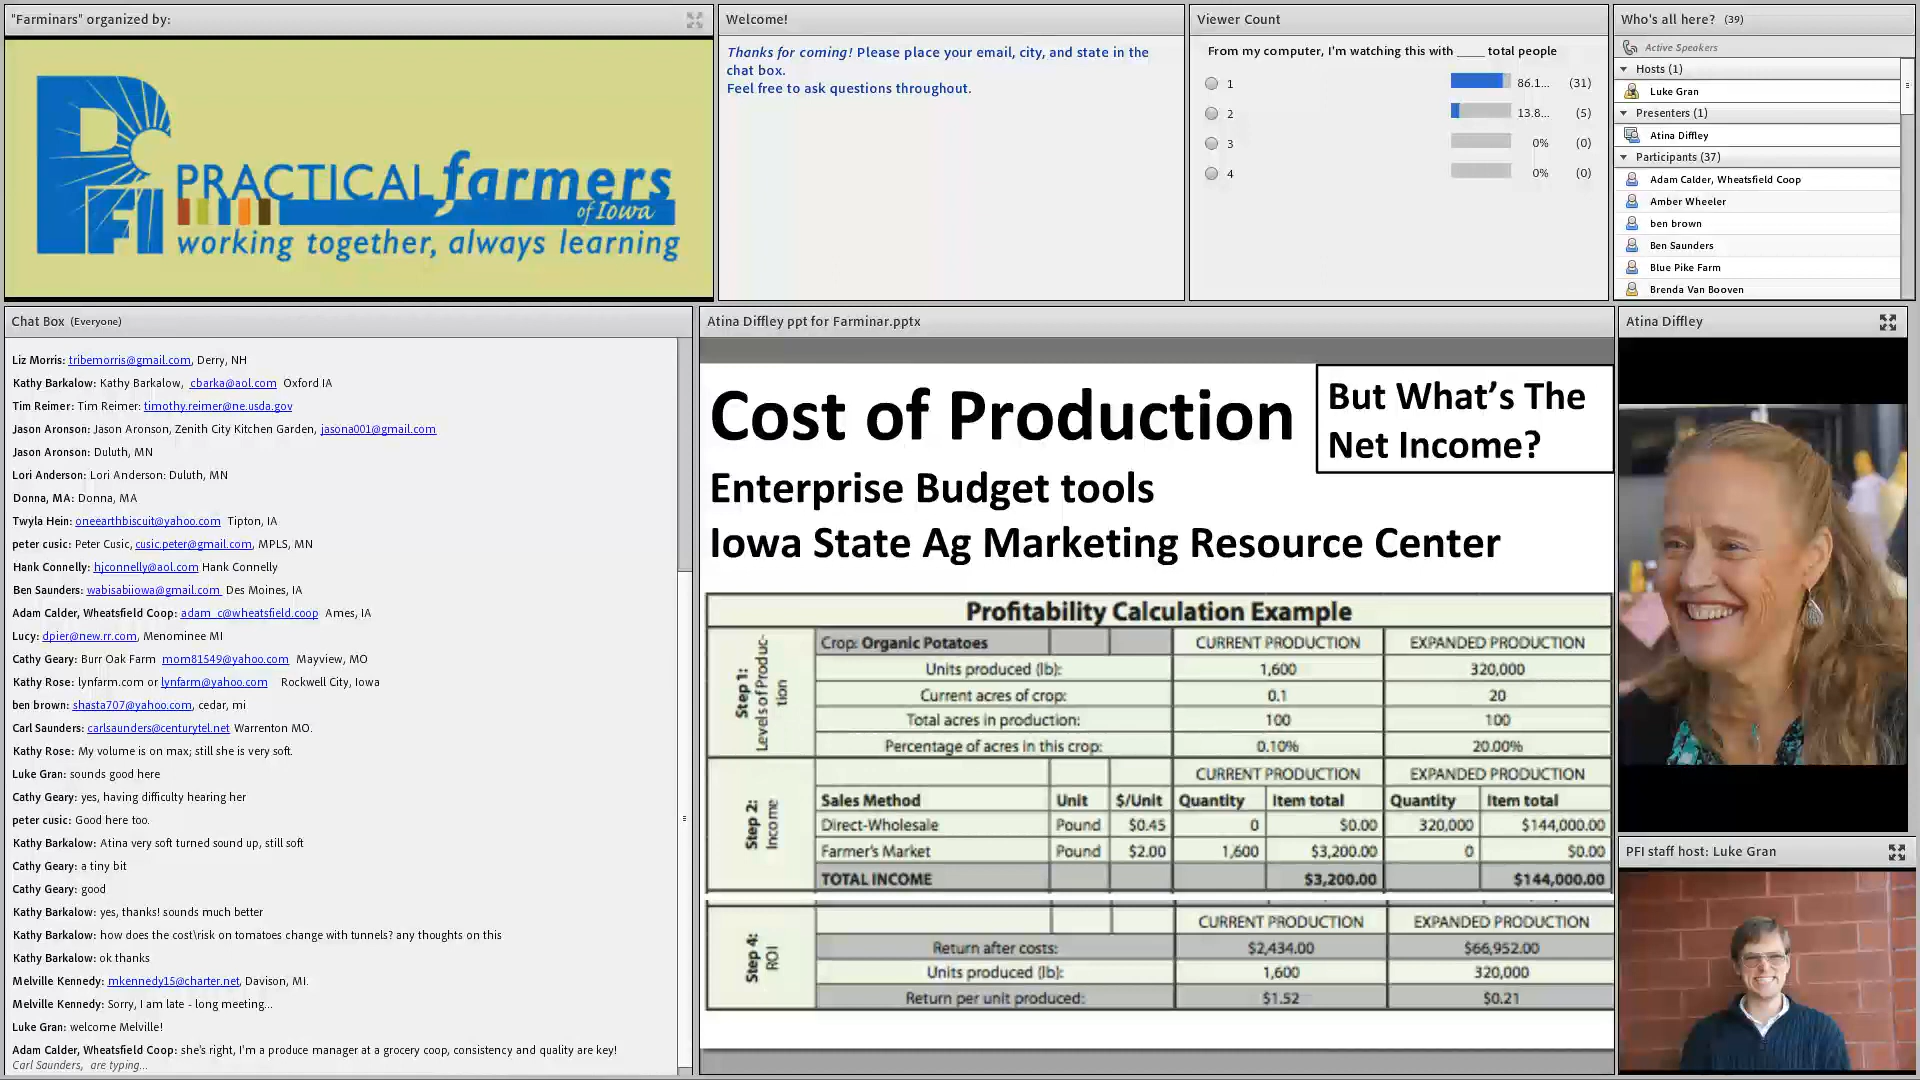 "Farminars" organized by:
PFI
PRACTICAL farmers
of Iowa
working together, always learning
Welcome!
Thanks for coming! Please place your email, city, and state in the
chat box.
Feel free to ask questions throughout.
Viewer Count
From my computer, I'm watching this with ____ total people
1 86.1... (31)
2 13.8... (5)
3 0% (0)
4 0% (0)
Who's all here? (39)
Active Speakers
Hosts (1)
Luke Gran
Presenters (1)
Atina Diffley
Participants (37)
Adam Calder, Wheatsfield Coop
Amber Wheeler
ben brown
Ben Saunders
Blue Pike Farm
Brenda Van Booven
Chat Box (Everyone)
Liz Morris: tribemorris@gmail.com, Derry, NH
Kathy Barkalow: Kathy Barkalow, cbarka@aol.com Oxford IA
Tim Reimer: Tim Reimer: timothy.reimer@ne.usda.gov
Jason Aronson: Jason Aronson, Zenith City Kitchen Garden, jasona001@gmail.com
Jason Aronson: Duluth, MN
Lori Anderson: Lori Anderson: Duluth, MN
Donna, MA: Donna, MA
Twyla Hein: oneearthbiscuit@yahoo.com Tipton, IA
peter cusic: Peter Cusic, cusic.peter@gmail.com, MPLS, MN
Hank Connelly: hjconnelly@aol.com Hank Connelly
Ben Saunders: wabisabiiowa@gmail.com Des Moines, IA
Adam Calder, Wheatsfield Coop: adam_c@wheatsfield.coop Ames, IA
Lucy: dpier@new.rr.com, Menominee MI
Cathy Geary: Burr Oak Farm mom81549@yahoo.com Mayview, MO
Kathy Rose: lynfarm.com or lynfarm@yahoo.com Rockwell City, Iowa
ben brown: shasta707@yahoo.com, cedar, mi
Carl Saunders: carlsaunders@centurytel.net Warrenton MO.
Kathy Rose: My volume is on max; still she is very soft.
Luke Gran: sounds good here
Cathy Geary: yes, having difficulty hearing her
peter cusic: Good here too.
Kathy Barkalow: Atina very soft turned sound up, still soft
Cathy Geary: a tiny bit
Cathy Geary: good
Kathy Barkalow: yes, thanks! sounds much better
Kathy Barkalow: how does the cost\risk on tomatoes change with tunnels? any thoughts on this
Kathy Barkalow: ok thanks
Melville Kennedy: mkennedy15@charter.net, Davison, MI.
Melville Kennedy: Sorry, I am late - long meeting...
Luke Gran: welcome Melville!
Adam Calder, Wheatsfield Coop: she's right, I'm a produce manager at a grocery coop, consistency and quality are key!
Carl Saunders, are typing...
Atina Diffley ppt for Farminar.pptx
Cost of Production
But What's The
Net Income?
Enterprise Budget tools
Iowa State Ag Marketing Resource Center
Profitability Calculation Example
Step 1:
Levels of Produc-
tion
Crop: Organic Potatoes CURRENT PRODUCTION EXPANDED PRODUCTION
Units produced (lb): 1,600 320,000
Current acres of crop: 0.1 20
Total acres in production: 100 100
Percentage of acres in this crop: 0.10% 20.00%
Step 2:
Income
CURRENT PRODUCTION EXPANDED PRODUCTION
Sales Method Unit $/Unit Quantity Item total Quantity Item total
Direct-Wholesale Pound $0.45 0 $0.00 320,000 $144,000.00
Farmer's Market Pound $2.00 1,600 $3,200.00 0 $0.00
TOTAL INCOME $3,200.00 $144,000.00
Step 4:
ROI
CURRENT PRODUCTION EXPANDED PRODUCTION
Return after costs: $2,434.00 $66,952.00
Units produced (lb): 1,600 320,000
Return per unit produced: $1.52 $0.21
Atina Diffley
PFI staff host: Luke Gran